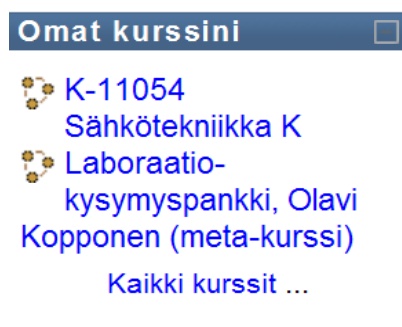 Omat kurssini
K-11054
Sähkötekniikka K
Laboraatio-
kysymyspankki, Olavi
Kopponen (meta-kurssi)
Kaikki kurssit ...